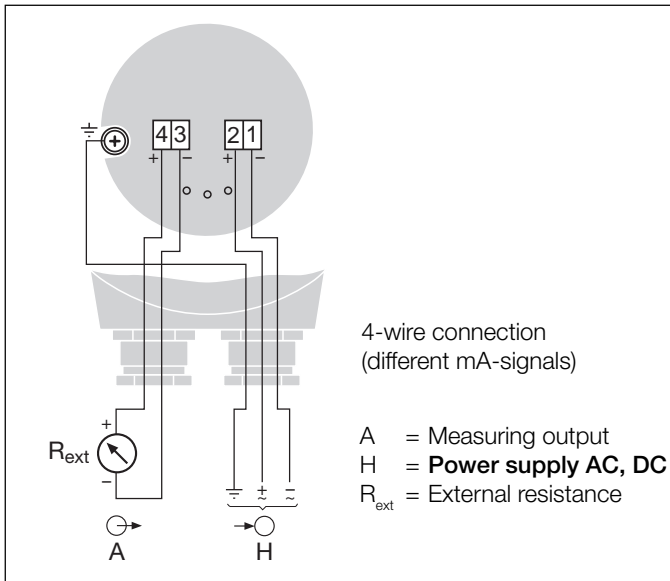 4 3 2 1
+ − + −
4-wire connection
(different mA-signals)
+
R_ext
−
+ −
~ ~
A H
A = Measuring output
H = Power supply AC, DC
R_ext = External resistance